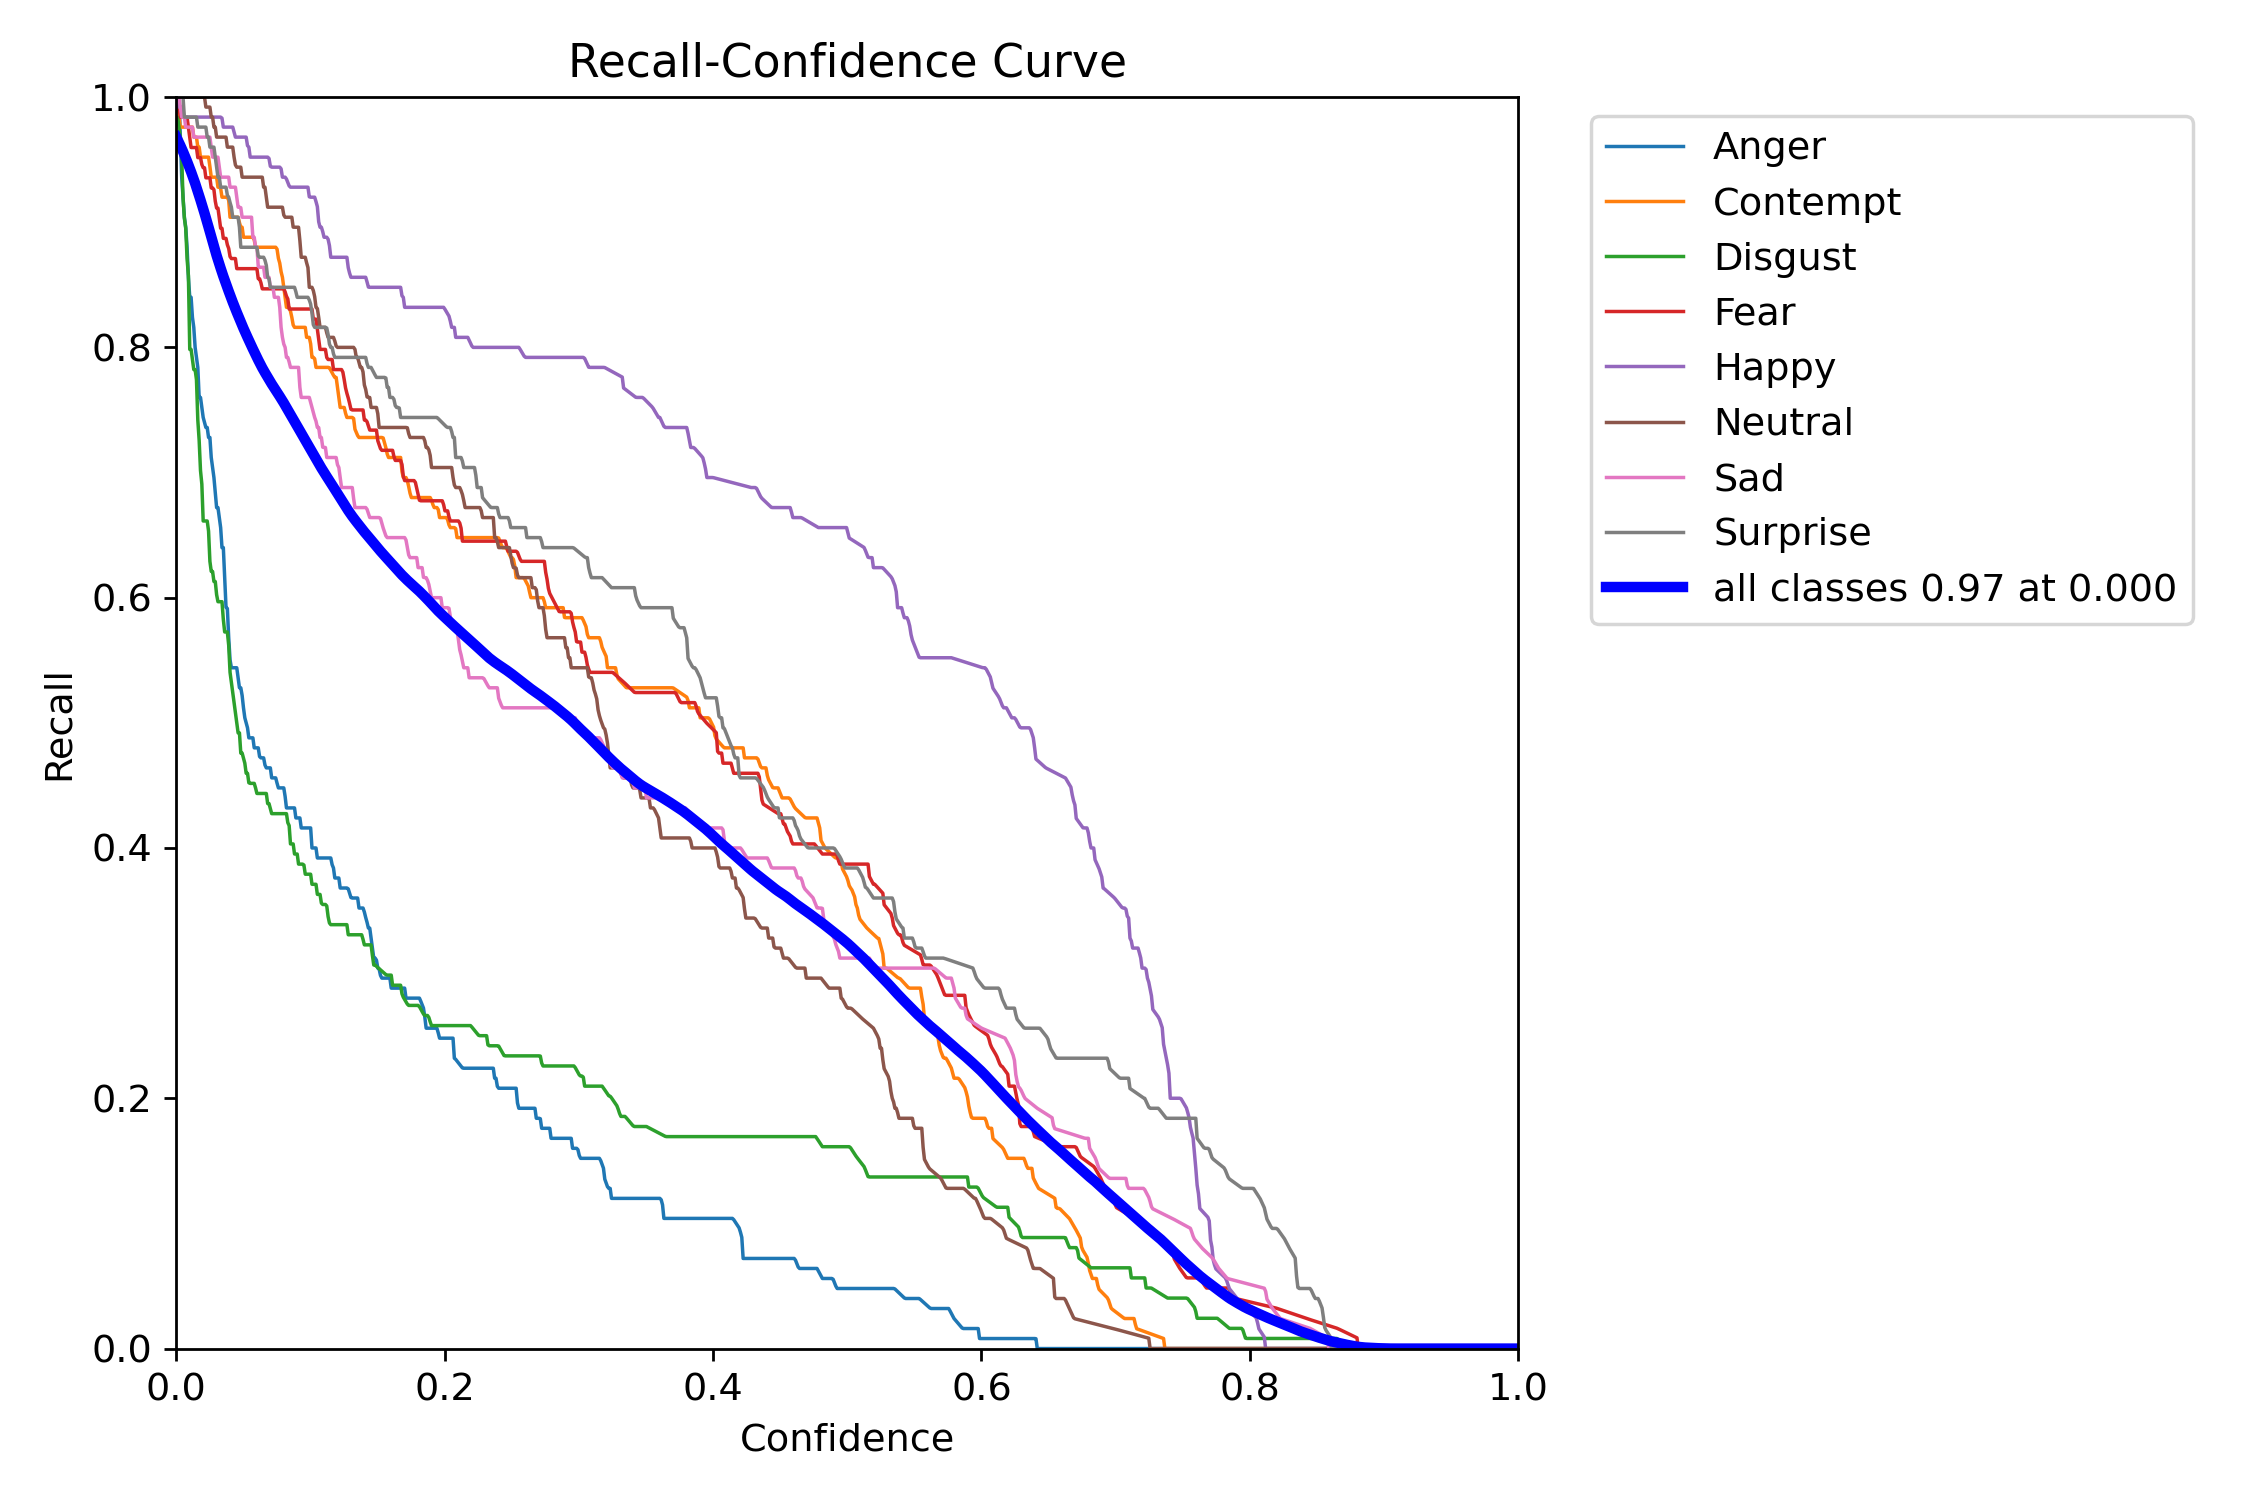 Recall-Confidence Curve
1.0
0.8
0.6
0.4
0.2
0.0
Recall
0.0 0.2 0.4 0.6 0.8 1.0
Confidence
Anger
Contempt
Disgust
Fear
Happy
Neutral
Sad
Surprise
all classes 0.97 at 0.000